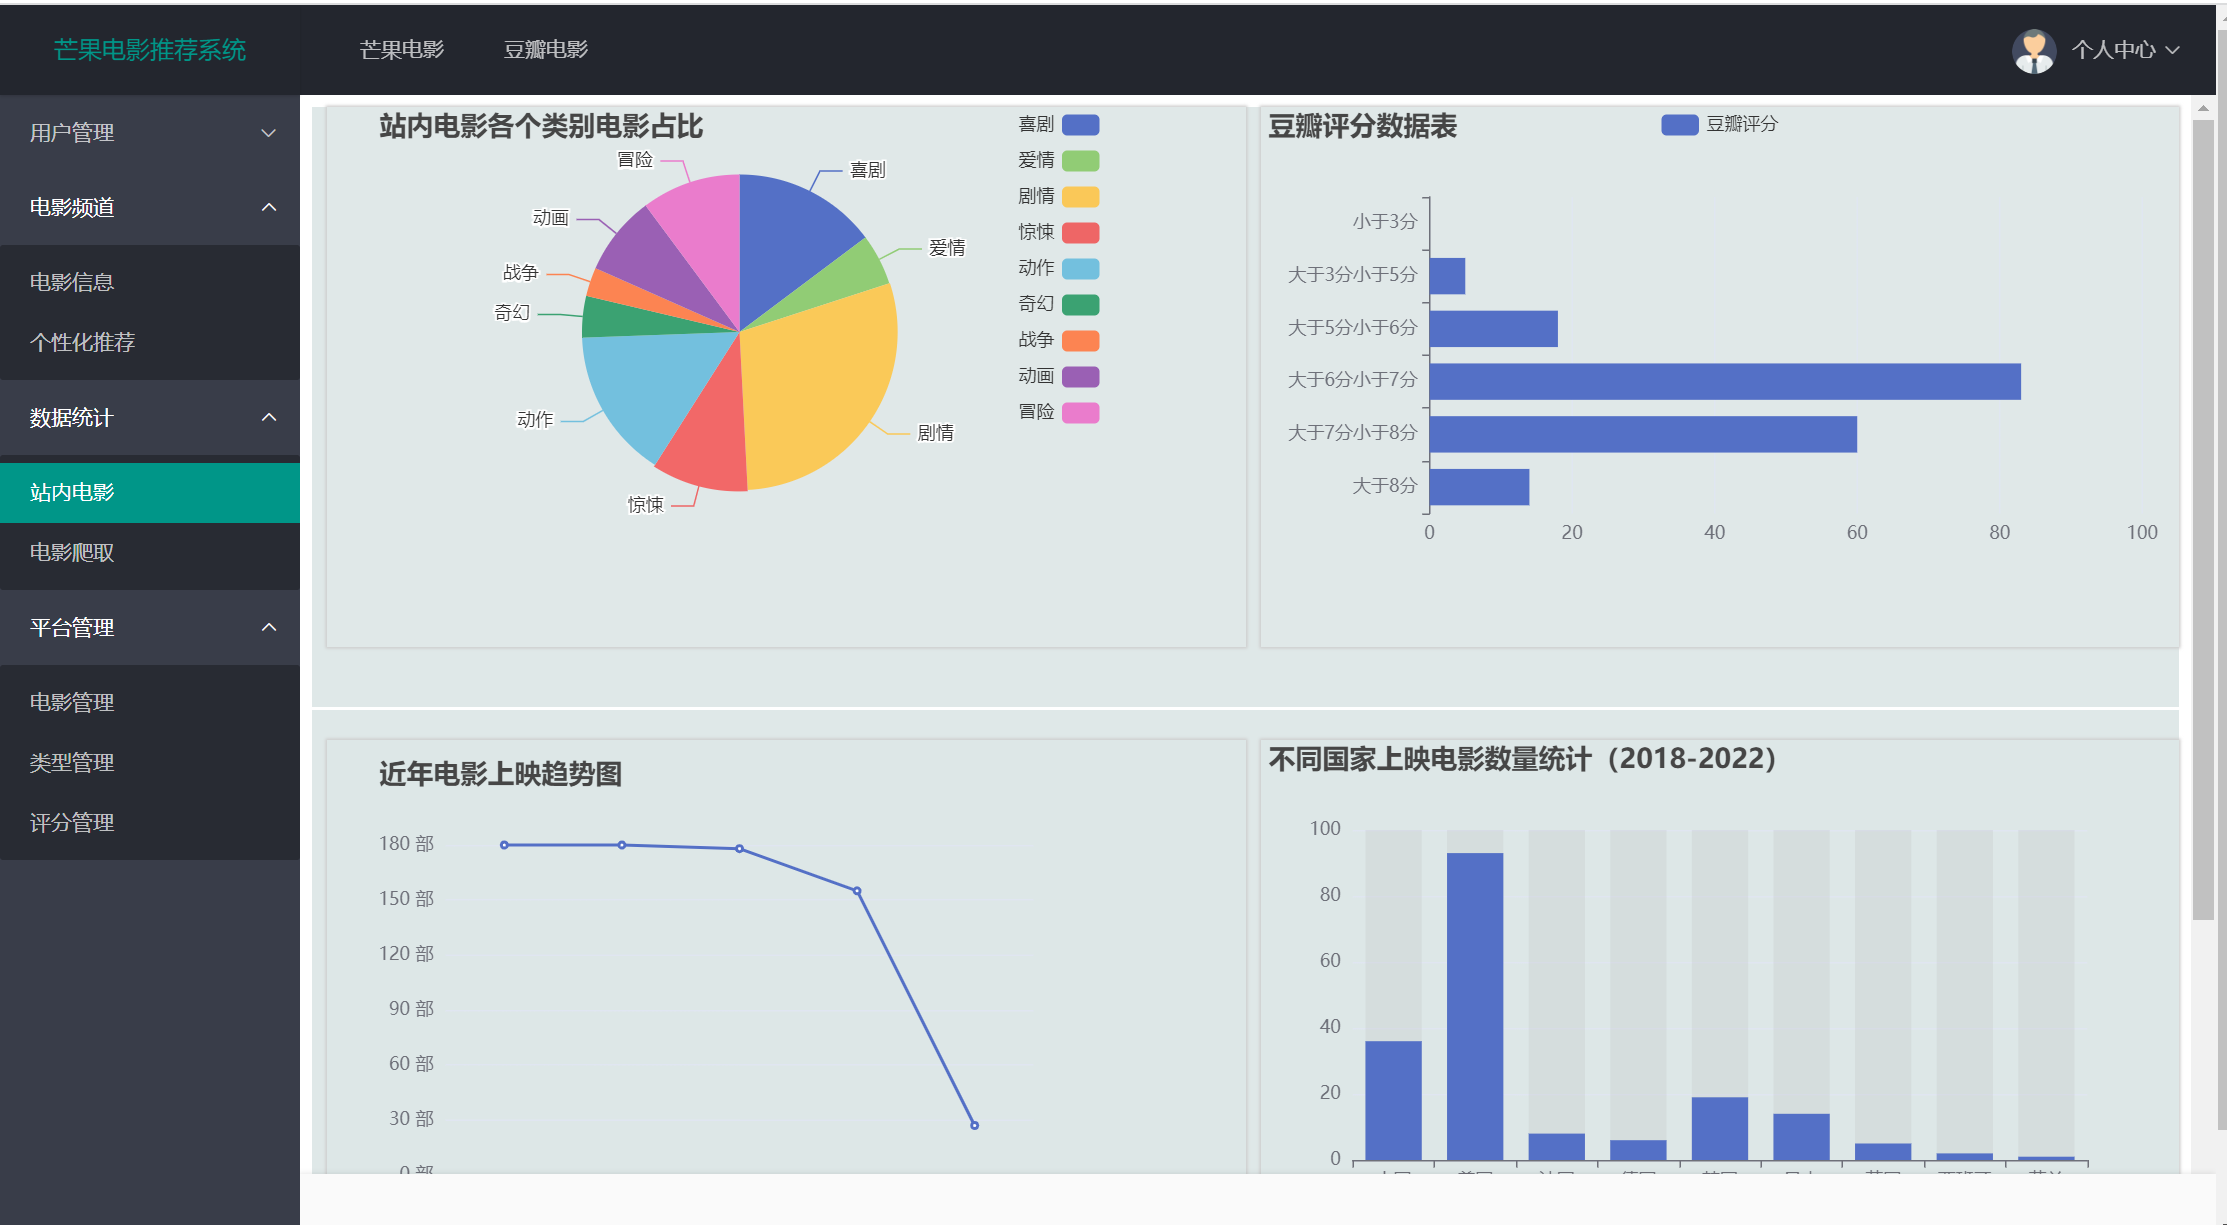 芒果电影推荐系统
芒果电影
豆瓣电影
个人中心
用户管理
电影频道
电影信息
个性化推荐
数据统计
站内电影
电影爬取
平台管理
电影管理
类型管理
评分管理
站内电影各个类别电影占比
喜剧
爱情
剧情
惊悚
动作
奇幻
战争
动画
冒险
冒险
喜剧
动画
爱情
战争
奇幻
动作
剧情
惊悚
豆瓣评分数据表
豆瓣评分
小于3分
大于3分小于5分
大于5分小于6分
大于6分小于7分
大于7分小于8分
大于8分
0 20 40 60 80 100
近年电影上映趋势图
180 部
150 部
120 部
90 部
60 部
30 部
0 部
不同国家上映电影数量统计（2018-2022）
100
80
60
40
20
0